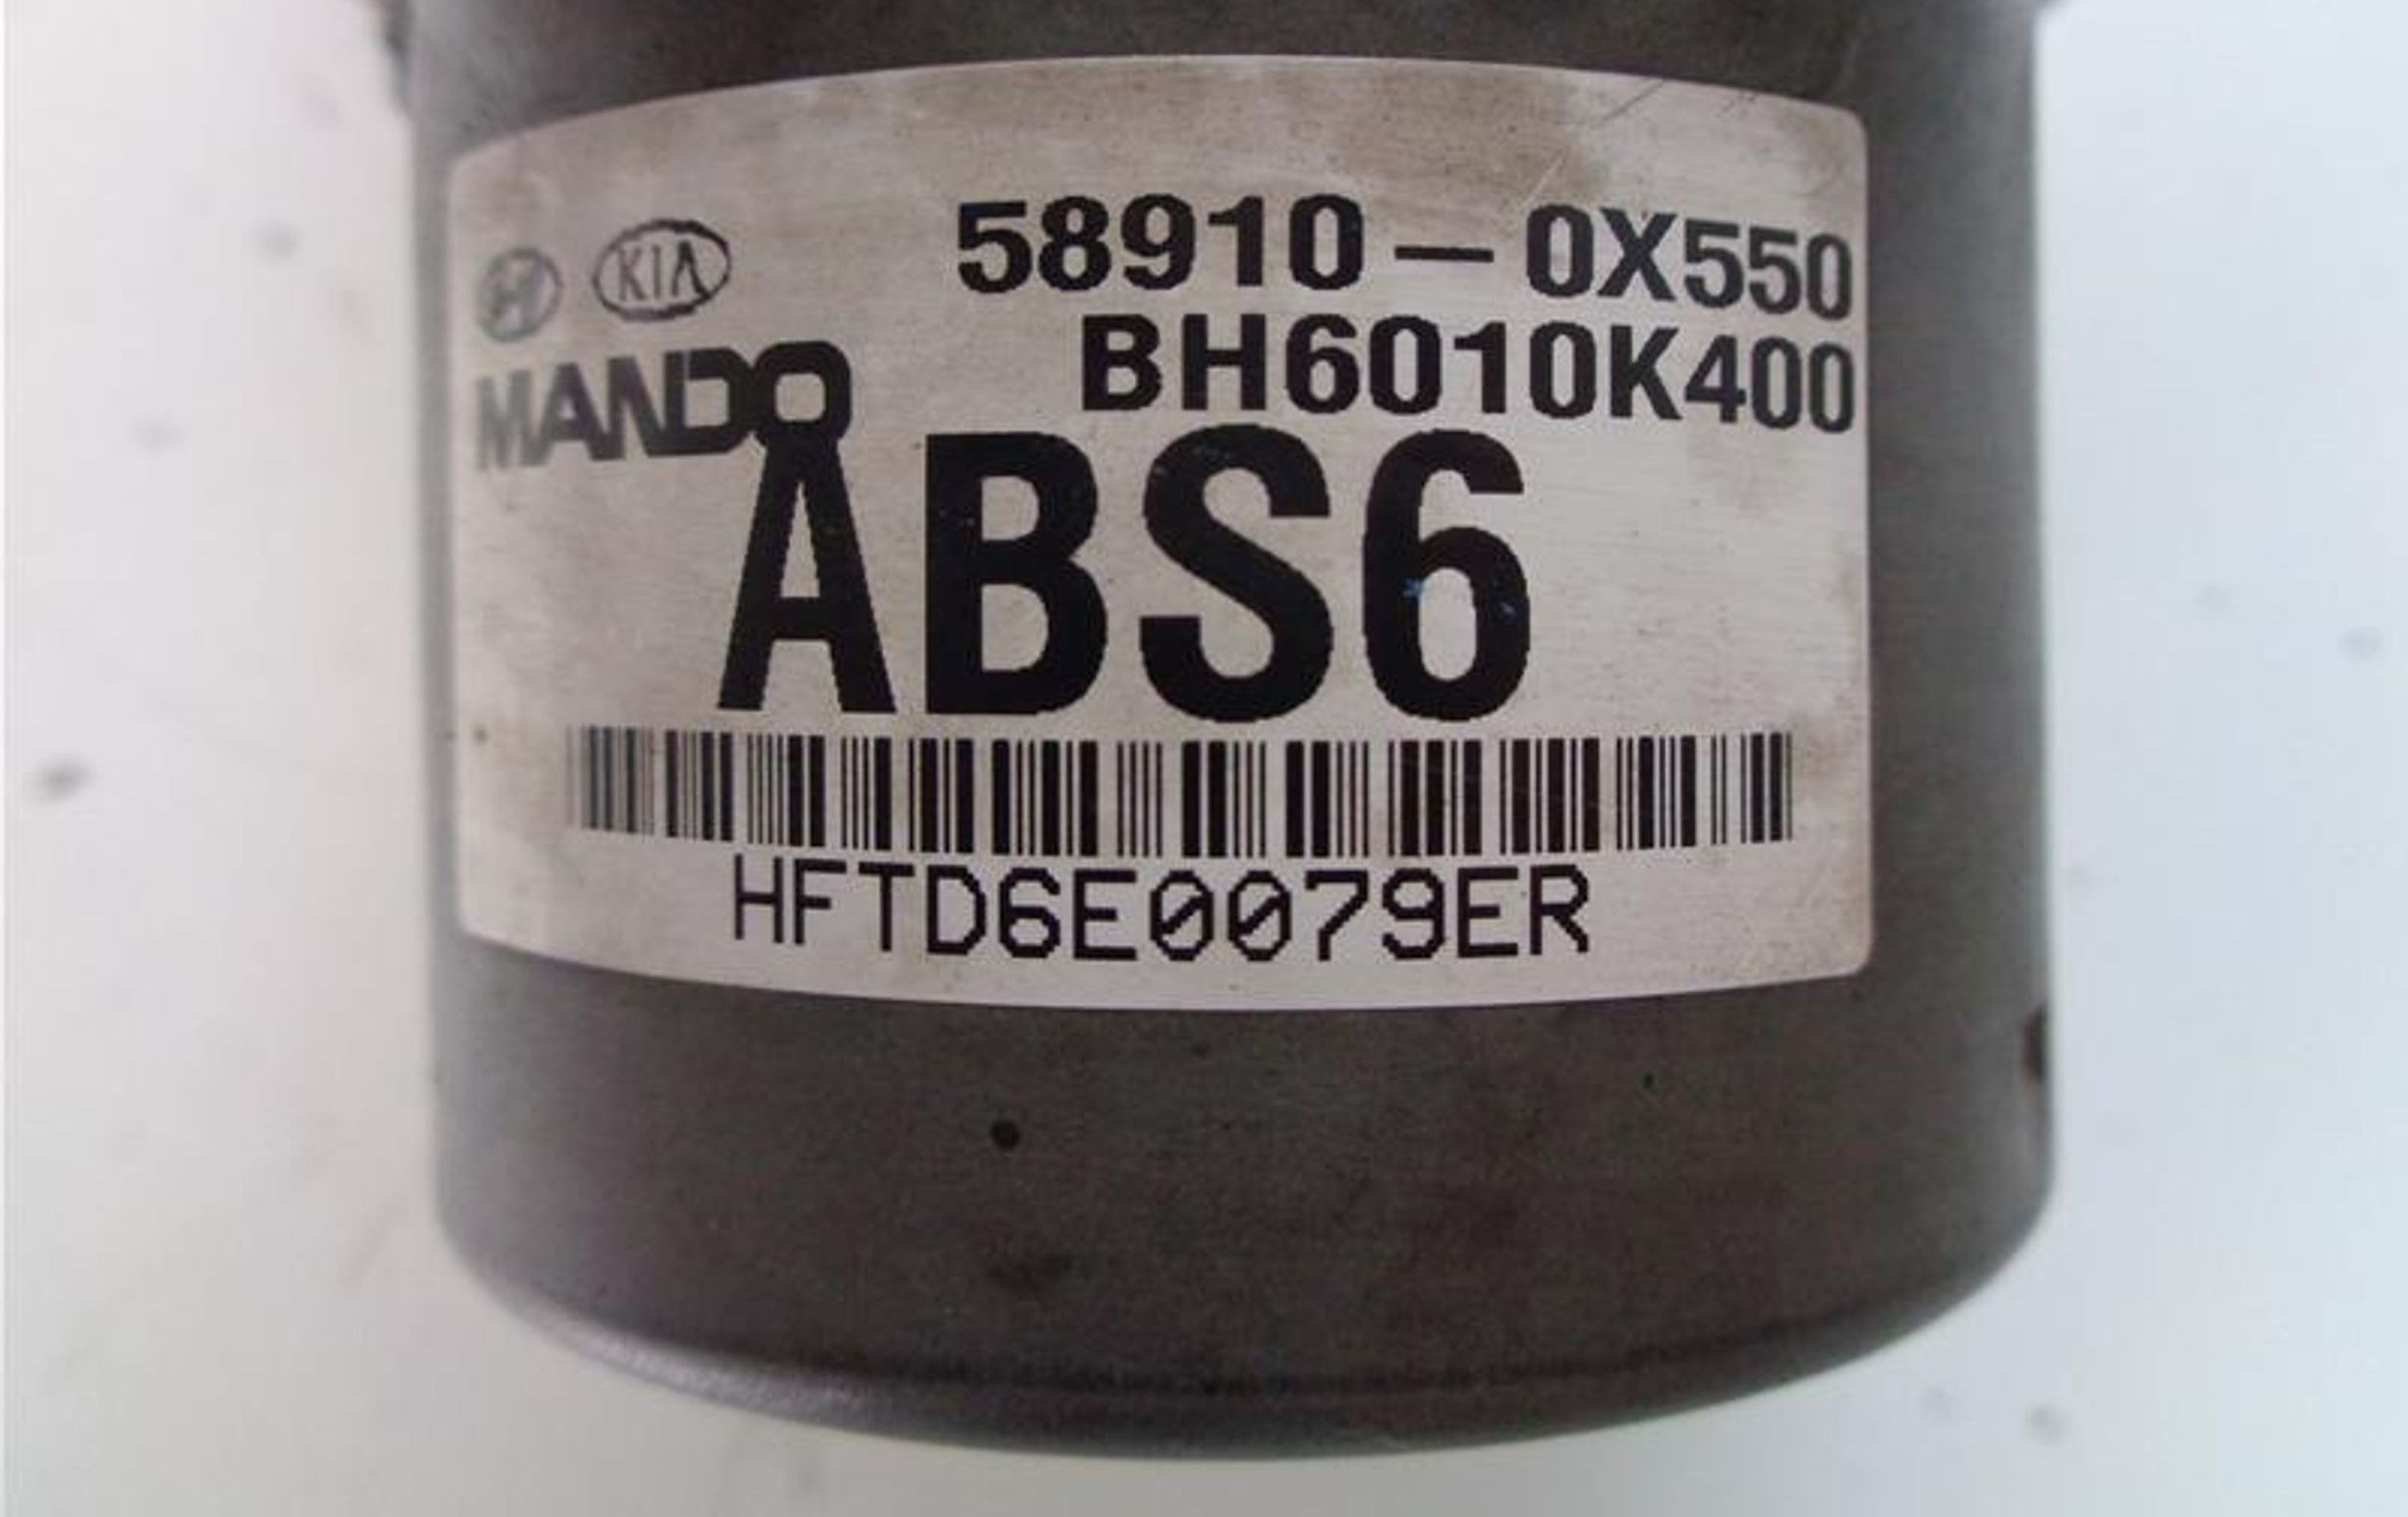 58910-0X550
KIA
BH6010K400
MANDO
ABS6
HFTD6E0079ER